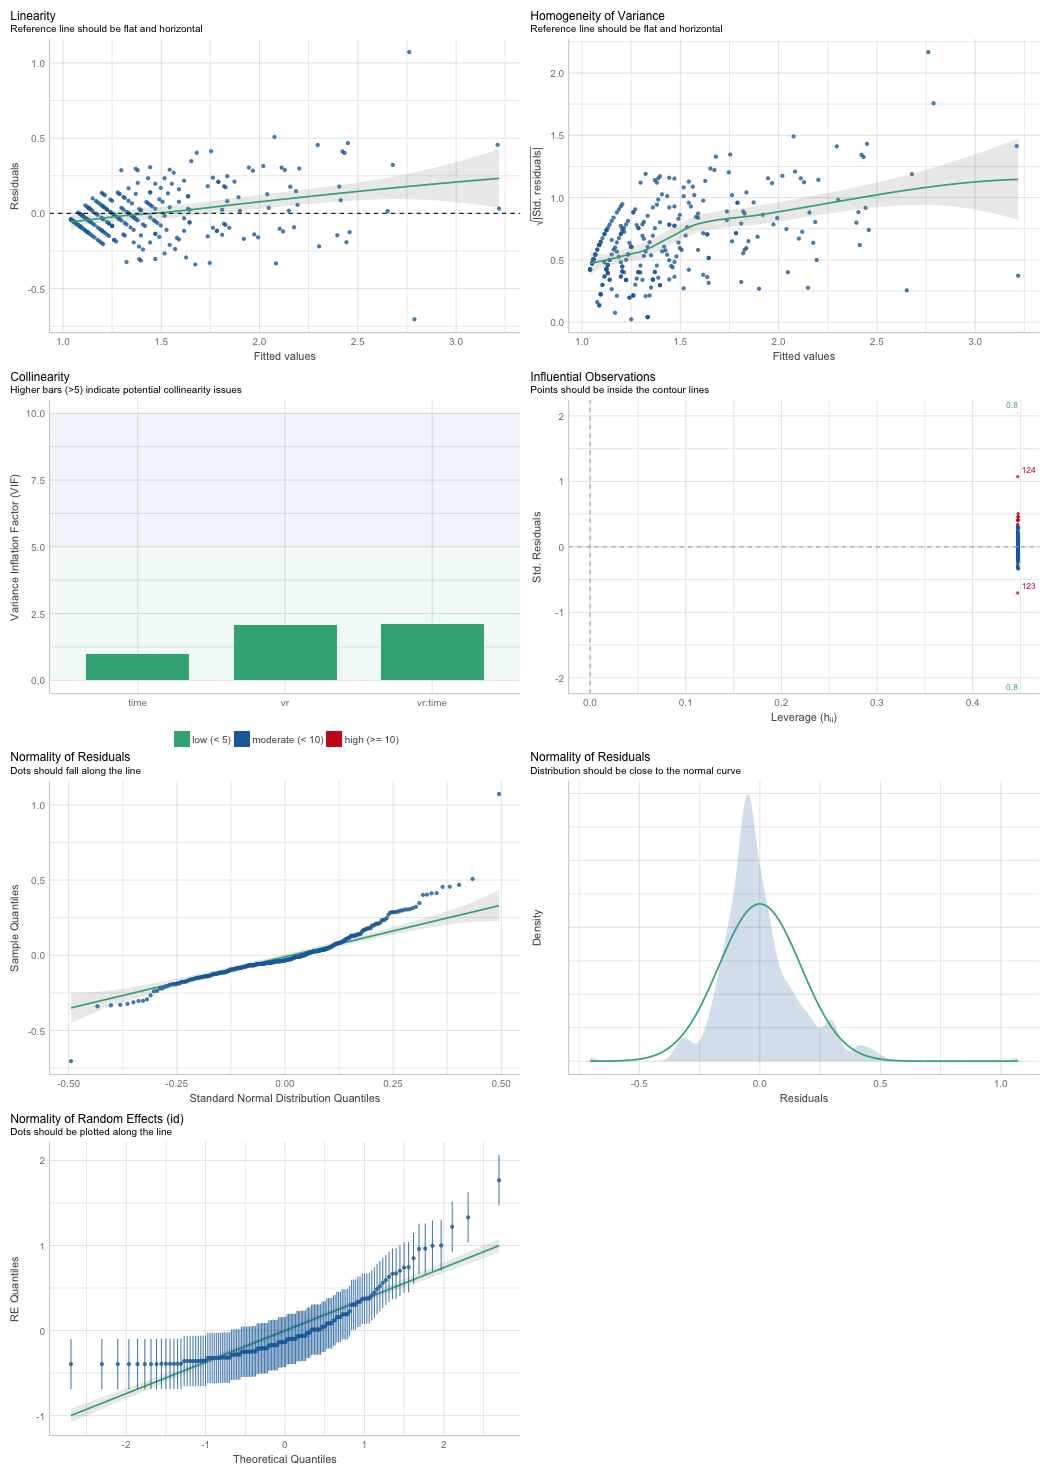 Linearity
Reference line should be flat and horizontal
1.0
0.5
0.0
-0.5
Residuals
1.0
1.5
2.0
2.5
3.0
Fitted values
Homogeneity of Variance
Reference line should be flat and horizontal
2.0
1.5
1.0
0.5
0.0
√|Std. residuals|
1.0
1.5
2.0
2.5
3.0
Fitted values
Collinearity
Higher bars (>5) indicate potential collinearity issues
10.0
7.5
5.0
2.5
0.0
Variance Inflation Factor (VIF)
time
vr
vr:time
low (< 5)
moderate (< 10)
high (>= 10)
Influential Observations
Points should be inside the contour lines
2
1
0
-1
-2
Std. Residuals
0.8
124
123
0.8
0.0
0.1
0.2
0.3
0.4
Leverage (hii)
Normality of Residuals
Dots should fall along the line
1.0
0.5
0.0
-0.5
Sample Quantiles
-0.50
-0.25
0.00
0.25
0.50
Standard Normal Distribution Quantiles
Normality of Residuals
Distribution should be close to the normal curve
Density
-0.5
0.0
0.5
1.0
Residuals
Normality of Random Effects (id)
Dots should be plotted along the line
2
1
0
-1
RE Quantiles
-2
-1
0
1
2
Theoretical Quantiles